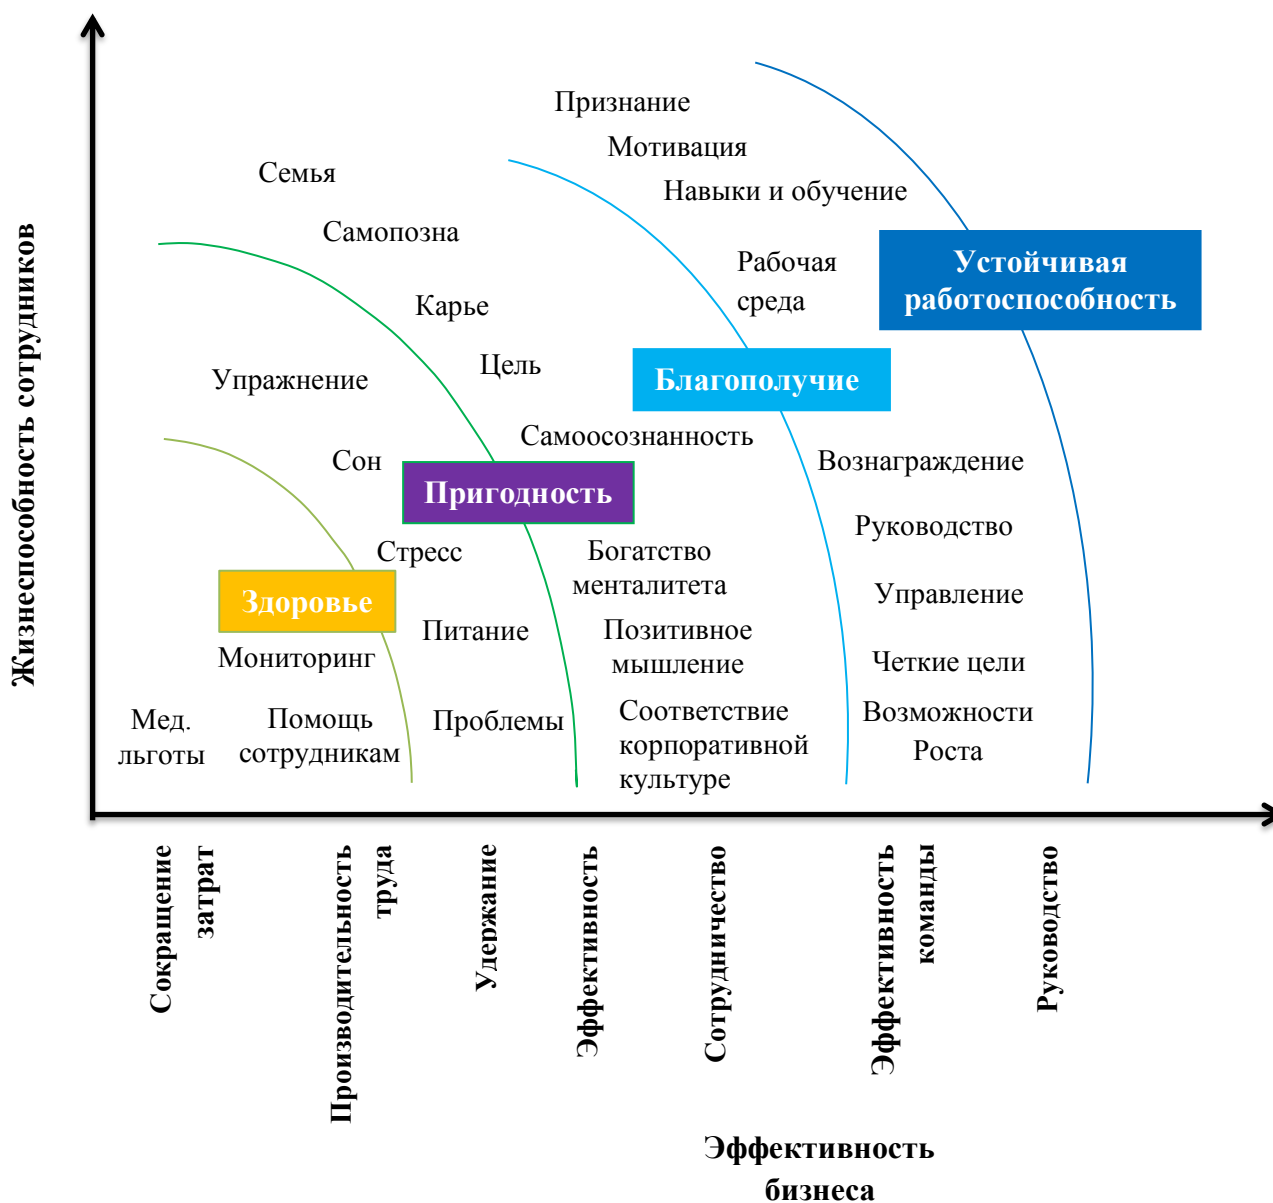 Признание
Мотивация
Навыки и обучение
Семья
Самопозна
Рабочая
среда
Устойчивая
работоспособность
Карье
Цель
Благополучие
Упражнение
Самоосознанность
Сон
Вознаграждение
Пригодность
Руководство
Стресс
Богатство
менталитета
Здоровье
Управление
Питание
Позитивное
мышление
Мониторинг
Четкие цели
Мед.
льготы
Помощь
сотрудникам
Проблемы
Соответствие
корпоративной
культуре
Возможности
Роста
Жизнеспособность сотрудников
Сокращение
затрат
Производительность
труда
Удержание
Эффективность
Сотрудничество
Эффективность
команды
Руководство
Эффективность
бизнеса